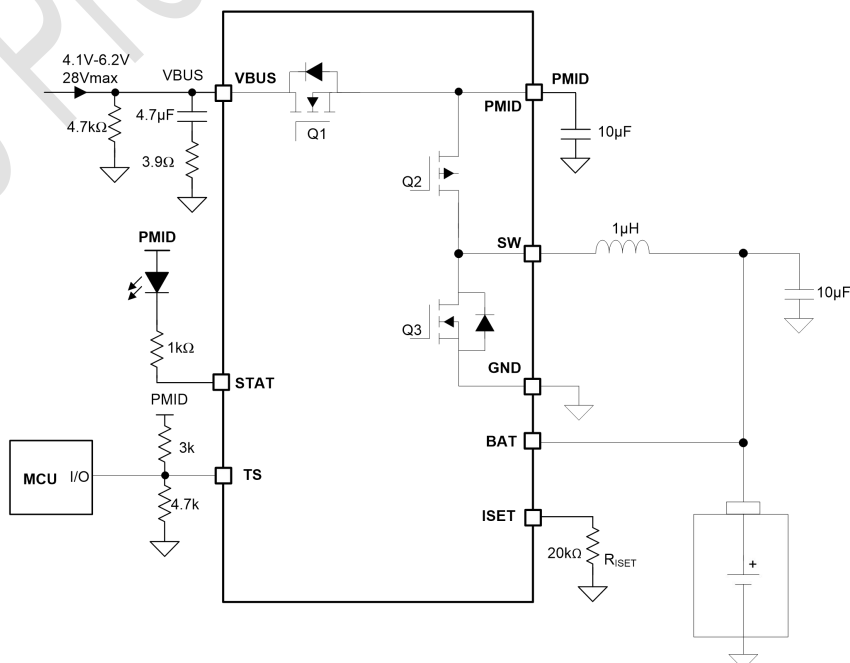 4.1V-6.2V
28Vmax
VBUS
VBUS
4.7kΩ
4.7µF
3.9Ω
Q1
PMID
PMID
10µF
Q2
SW
1µH
10µF
Q3
GND
PMID
1kΩ
STAT
PMID
3k
MCU I/O
TS
4.7k
BAT
ISET
20kΩ
RISET
+